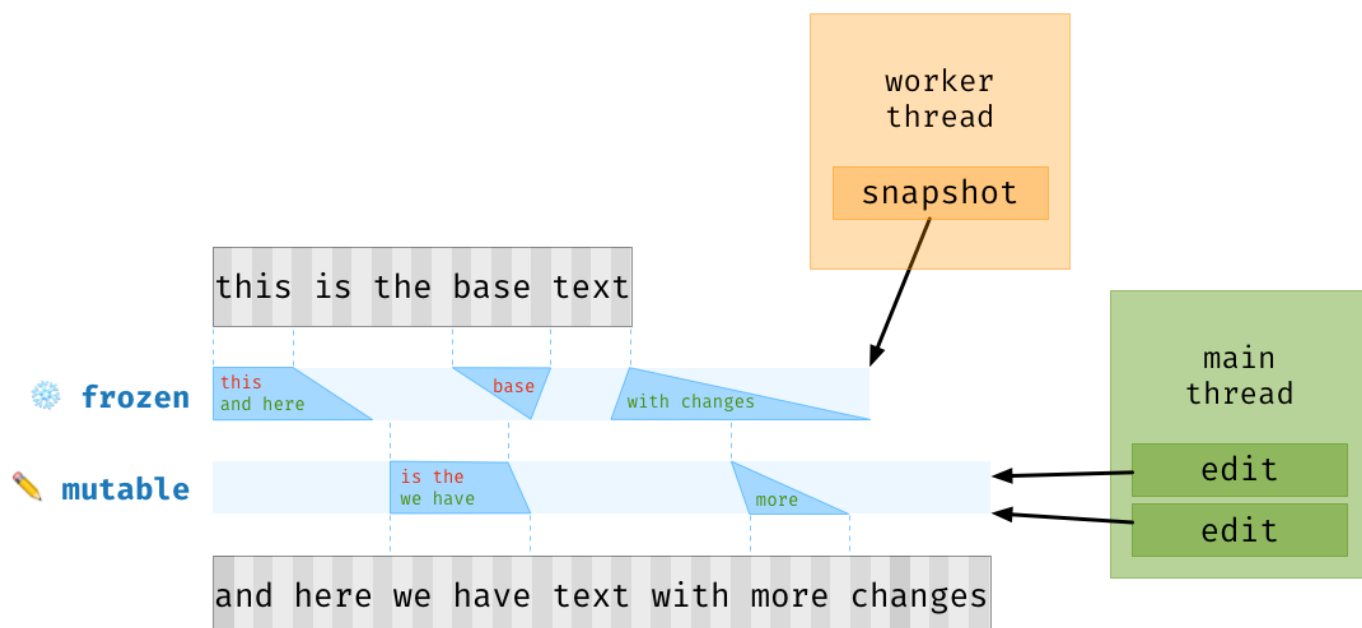 worker
thread
snapshot
this is the base text
main
thread
frozen
this
and here
base
with changes
edit
mutable
is the
we have
more
edit
and here we have text with more changes